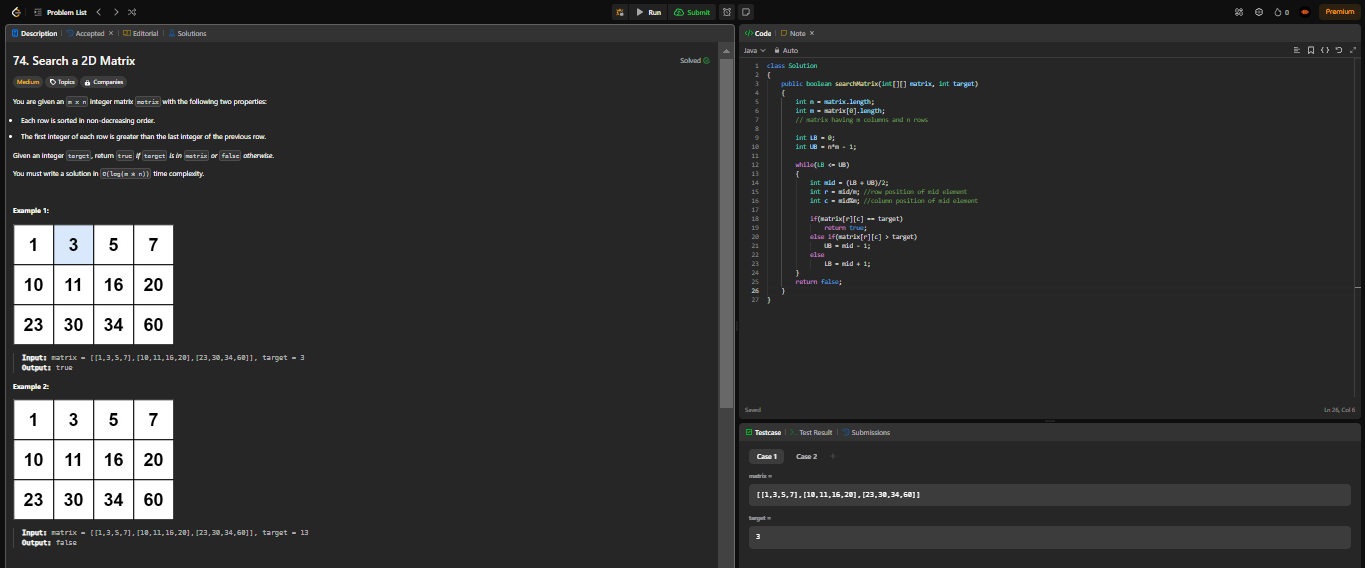 Problem List
Run
Submit
0
Premium
Description
Accepted ×
Editorial
Solutions
74. Search a 2D Matrix
Solved
Medium
Topics
Companies
You are given an m x n integer matrix matrix with the following two properties:
• Each row is sorted in non-decreasing order.
• The first integer of each row is greater than the last integer of the previous row.
Given an integer target, return true if target is in matrix or false otherwise.
You must write a solution in O(log(m * n)) time complexity.
Example 1:
1 3 5 7
10 11 16 20
23 30 34 60
Input: matrix = [[1,3,5,7],[10,11,16,20],[23,30,34,60]], target = 3
Output: true
Example 2:
1 3 5 7
10 11 16 20
23 30 34 60
Input: matrix = [[1,3,5,7],[10,11,16,20],[23,30,34,60]], target = 13
Output: false
</> Code
Note ×
Java
Auto
1 class Solution
2 {
3 public boolean searchMatrix(int[][] matrix, int target)
4 {
5 int n = matrix.length;
6 int m = matrix[0].length;
7 // matrix having m columns and n rows
8
9 int LB = 0;
10 int UB = n*m - 1;
11
12 while(LB <= UB)
13 {
14 int mid = (LB + UB)/2;
15 int r = mid/m; //row position of mid element
16 int c = mid%m; //column position of mid element
17
18 if(matrix[r][c] == target)
19 return true;
20 else if(matrix[r][c] > target)
21 UB = mid - 1;
22 else
23 LB = mid + 1;
24 }
25 return false;
26 }
27 }
Saved
Ln 26, Col 6
Testcase
Test Result
Submissions
Case 1
Case 2
+
matrix =
[[1,3,5,7],[10,11,16,20],[23,30,34,60]]
target =
3